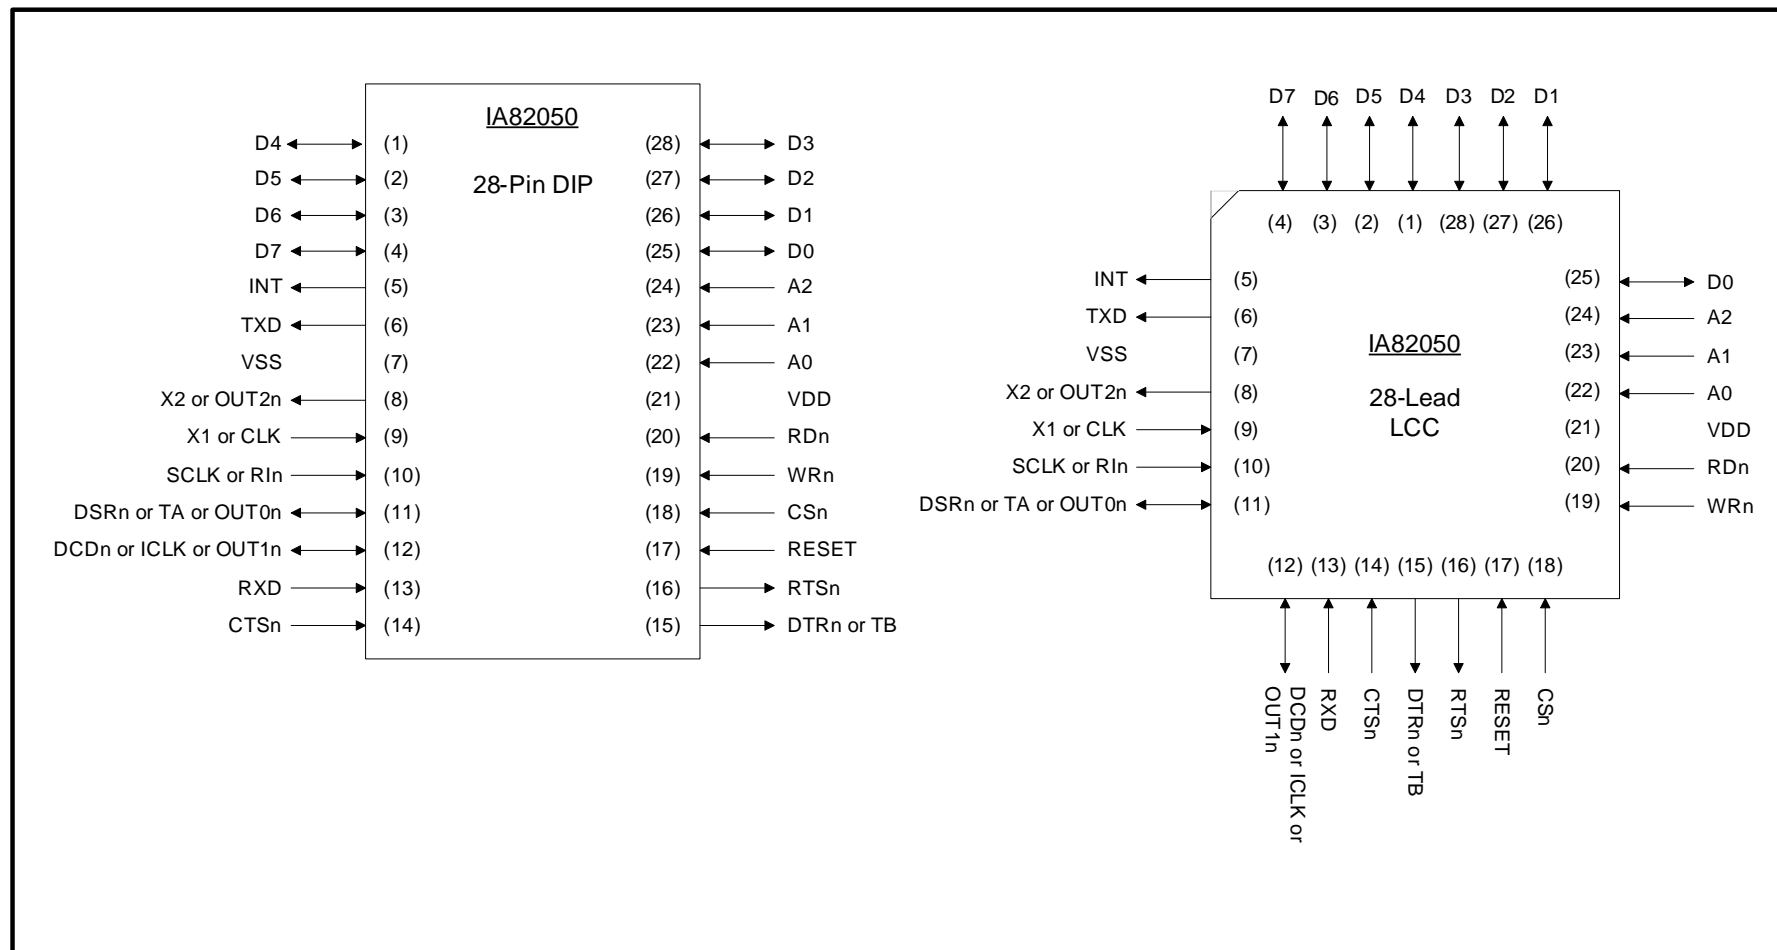 IA82050
28-Pin DIP
D4 (1) (28) D3
D5 (2) (27) D2
D6 (3) (26) D1
D7 (4) (25) D0
INT (5) (24) A2
TXD (6) (23) A1
VSS (7) (22) A0
X2 or OUT2n (8) (21) VDD
X1 or CLK (9) (20) RDn
SCLK or RIn (10) (19) WRn
DSRn or TA or OUT0n (11) (18) CSn
DCDn or ICLK or OUT1n (12) (17) RESET
RXD (13) (16) RTSn
CTSn (14) (15) DTRn or TB
D7 D6 D5 D4 D3 D2 D1
(4) (3) (2) (1) (28) (27) (26)
INT (5) (25) D0
TXD (6) (24) A2
VSS (7) (23) A1
X2 or OUT2n (8) (22) A0
X1 or CLK (9) (21) VDD
SCLK or RIn (10) (20) RDn
DSRn or TA or OUT0n (11) (19) WRn
IA82050
28-Lead
LCC
(12) (13) (14) (15) (16) (17) (18)
DCDn or ICLK or
OUT1n
RXD
CTSn
DTRn or TB
RTSn
RESET
CSn